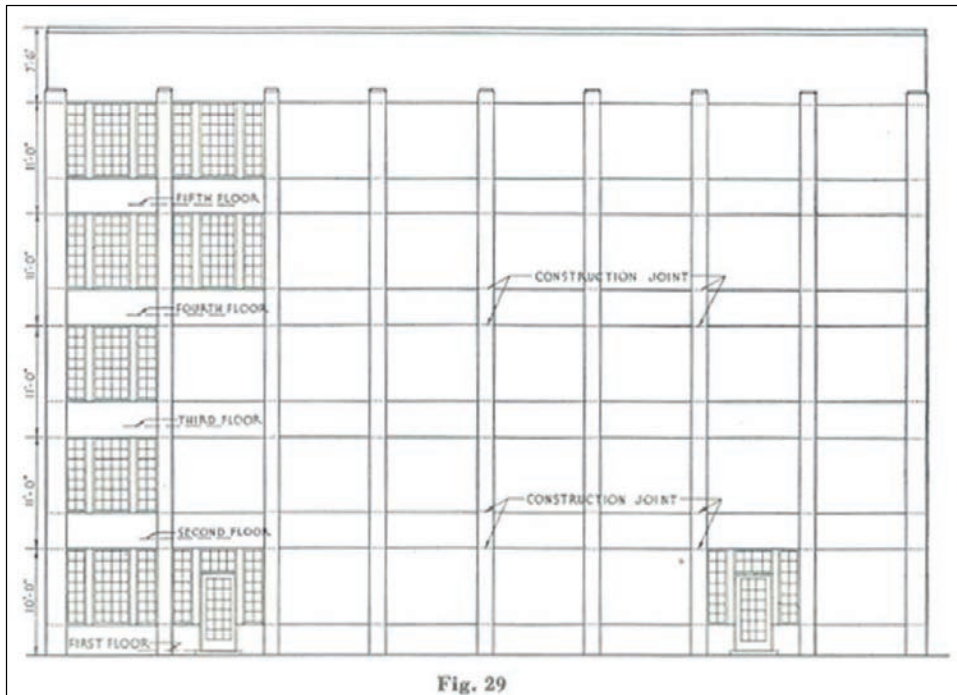 7'-6"
11'-0"
FIFTH FLOOR
11'-0"
CONSTRUCTION JOINT
FOURTH FLOOR
11'-0"
THIRD FLOOR
11'-0"
CONSTRUCTION JOINT
SECOND FLOOR
10'-0"
FIRST FLOOR
Fig. 29